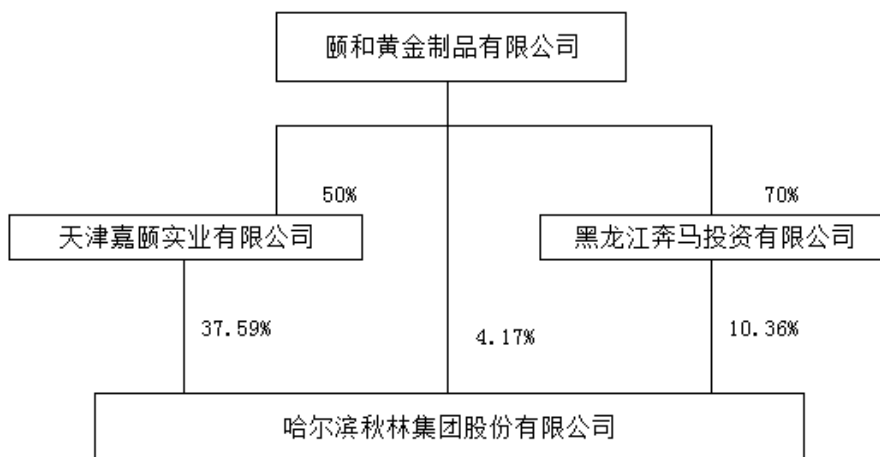 颐和黄金制品有限公司
50%
70%
天津嘉颐实业有限公司
黑龙江奔马投资有限公司
37.59%
4.17%
10.36%
哈尔滨秋林集团股份有限公司